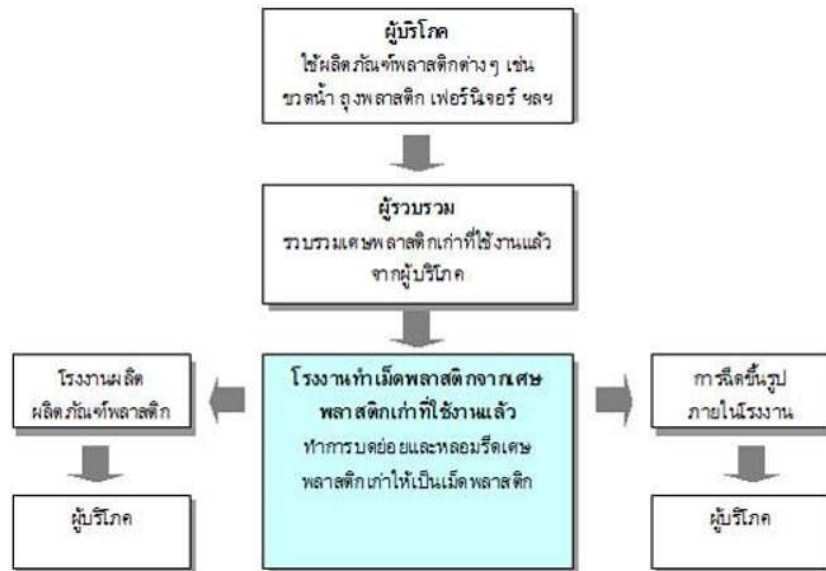 ผู้บริโภค
ใช้ผลิตภัณฑ์พลาสติกต่างๆ เช่น
ขวดน้ำ ถุงพลาสติก เฟอร์นิเจอร์ ฯลฯ
ผู้รวบรวม
รวบรวมเศษพลาสติกเก่าที่ใช้งานแล้ว
จากผู้บริโภค
โรงงานผลิต
ผลิตภัณฑ์พลาสติก
โรงงานทำเม็ดพลาสติกจากเศษ
พลาสติกเก่าที่ใช้งานแล้ว
ทำการบดย่อยและหลอมรีดเศษ
พลาสติกเก่าให้เป็นเม็ดพลาสติก
การฉีดขึ้นรูป
ภายในโรงงาน
ผู้บริโภค
ผู้บริโภค